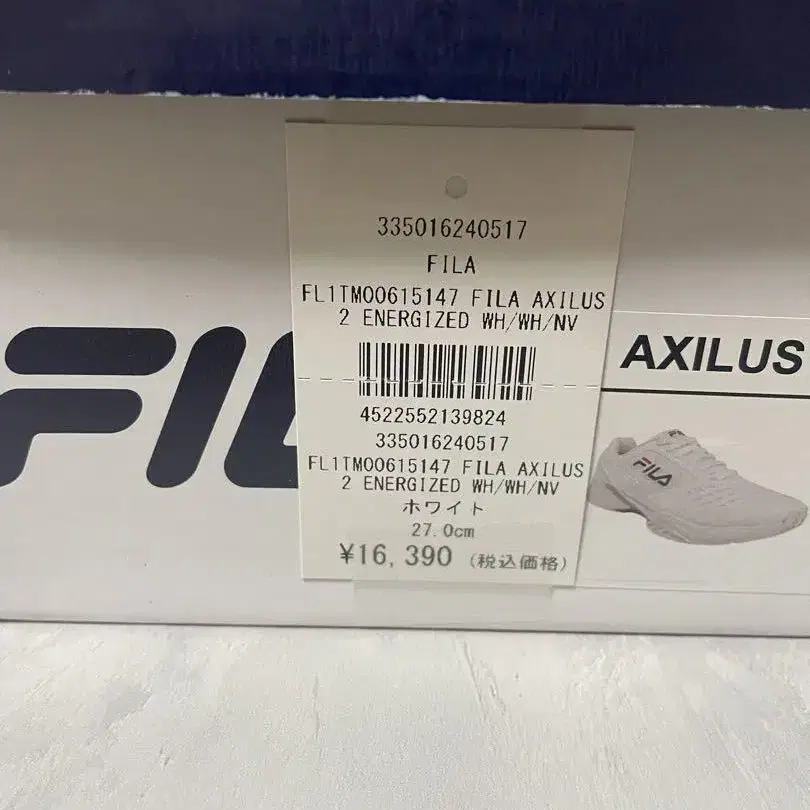 335016240517
FILA
FL1TM00615147 FILA AXILUS
2 ENERGIZED WH/WH/NV
4522552139824
335016240517
FL1TM00615147 FILA AXILUS
2 ENERGIZED WH/WH/NV
ホワイト
27.0cm
¥16,390 (税込価格)
FIL
AXILUS
FILA